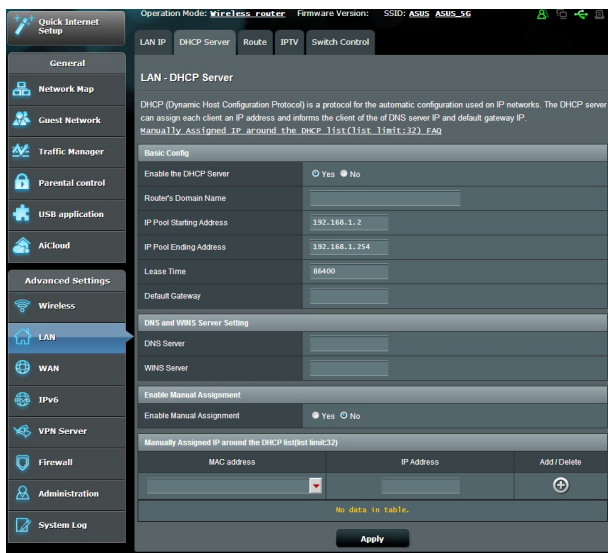 Quick Internet Setup
Operation Mode: Wireless router Firmware Version: SSID: ASUS ASUS_5G
LAN IP DHCP Server Route IPTV Switch Control
General
Network Map
Guest Network
Traffic Manager
Parental control
USB application
AiCloud
Advanced Settings
Wireless
LAN
WAN
IPv6
VPN Server
Firewall
Administration
System Log
LAN - DHCP Server
DHCP (Dynamic Host Configuration Protocol) is a protocol for the automatic configuration used on IP networks. The DHCP server
can assign each client an IP address and informs the client of the of DNS server IP and default gateway IP.
Manually Assigned IP around the DHCP list(list limit:32) FAQ
Basic Config
Enable the DHCP Server Yes No
Router's Domain Name
IP Pool Starting Address 192.168.1.2
IP Pool Ending Address 192.168.1.254
Lease Time 86400
Default Gateway
DNS and WINS Server Setting
DNS Server
WINS Server
Enable Manual Assignment
Enable Manual Assignment Yes No
Manually Assigned IP around the DHCP list(list limit:32)
MAC address IP Address Add / Delete
No data in table.
Apply